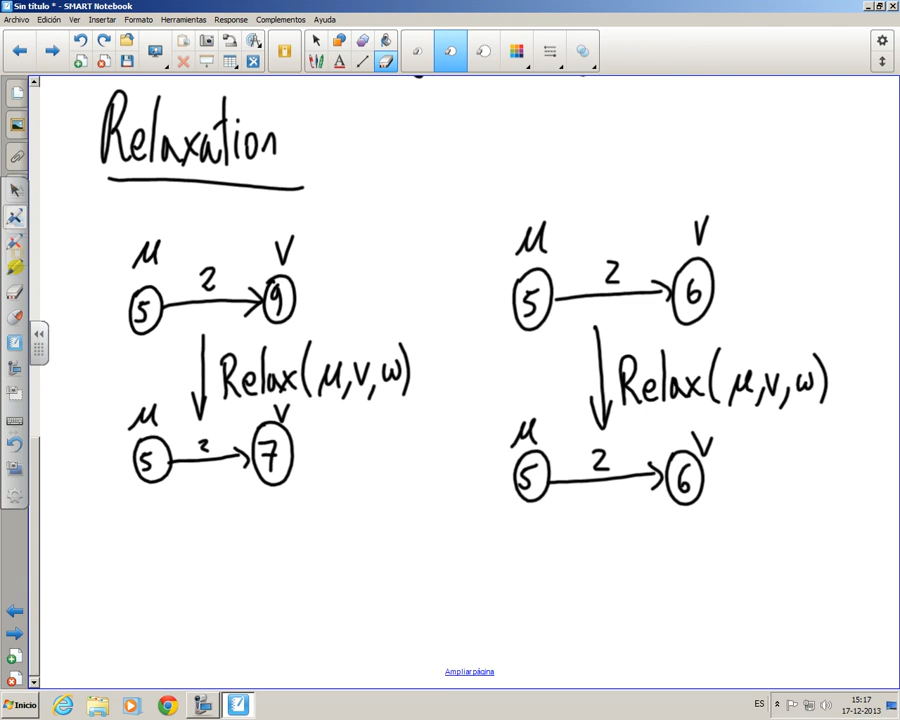 Sin título * - SMART Notebook
Archivo Edición Ver Insertar Formato Herramientas Response Complementos Ayuda
Relaxation
μ V μ V
5 2 9 5 2 6
Relax(μ,v,w) Relax(μ,v,w)
μ V μ V
5 2 7 5 2 6
Ampliar página
Inicio ES 15:17
17-12-2013